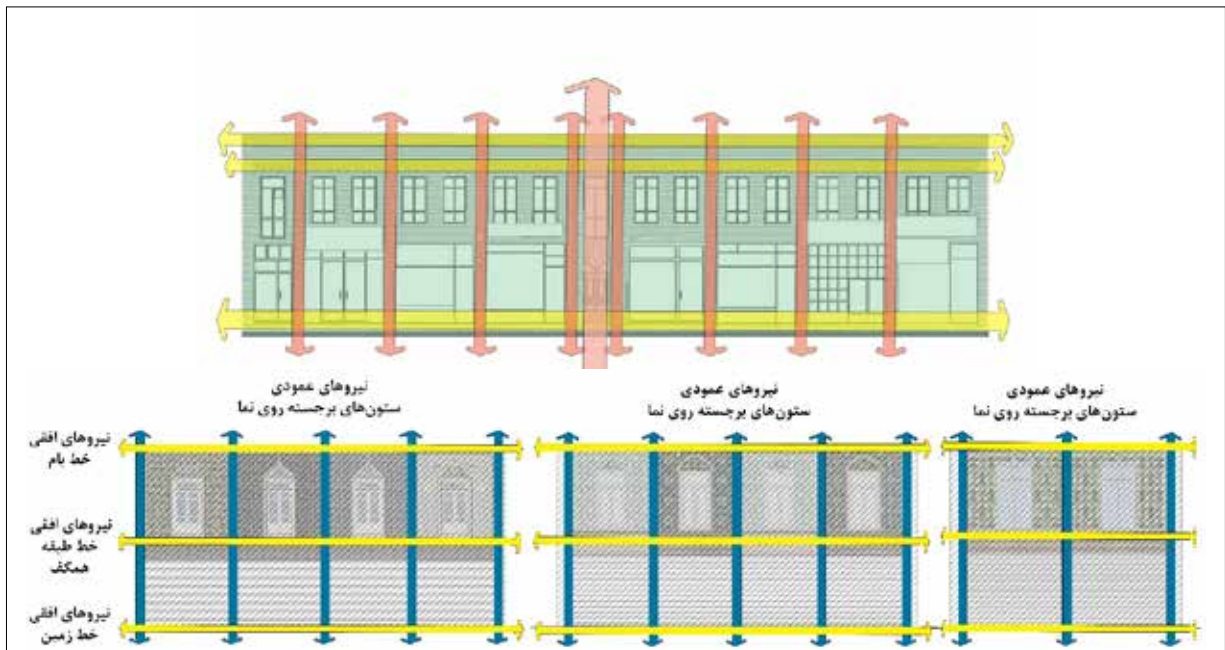 نیروهای عمودی
ستون‌های برجسته روی نما
نیروهای عمودی
ستون‌های برجسته روی نما
نیروهای عمودی
ستون‌های برجسته روی نما
نیروهای افقی
خط بام
نیروهای افقی
خط طبقه
همکف
نیروهای افقی
خط زمین